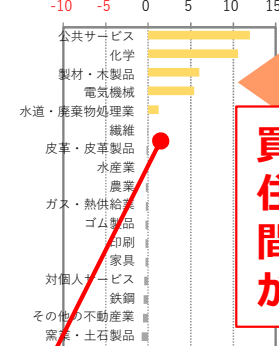 -10 -5 0 5 10 15
公共サービス
化学
製材・木製品
電気機械
水道・廃棄物処理業
繊維
皮革・皮革製品
水産業
農業
ガス・熱供給業
ゴム製品
印刷
家具
対個人サービス
鉄鋼
その他の不動産業
窯業・土石製品
買
住
間
が